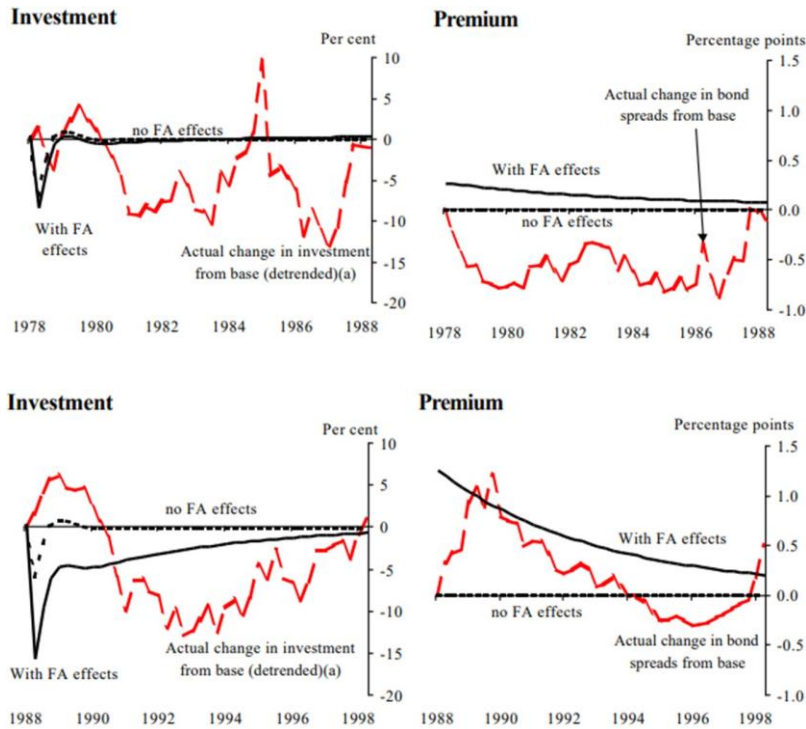 Investment
Per cent
10
5
0
-5
-10
-15
-20
no FA effects
With FA
effects
Actual change in investment
from base (detrended)(a)
1978 1980 1982 1984 1986 1988
Premium
Percentage points
1.5
1.0
0.5
0.0
-0.5
-1.0
Actual change in bond
spreads from base
With FA effects
no FA effects
1978 1980 1982 1984 1986 1988
Investment
Per cent
10
5
0
-5
-10
-15
-20
no FA effects
With FA effects
Actual change in investment
from base (detrended)(a)
1988 1990 1992 1994 1996 1998
Premium
Percentage points
1.5
1.0
0.5
0.0
-0.5
-1.0
With FA effects
no FA effects
Actual change in bond
spreads from base
1988 1990 1992 1994 1996 1998